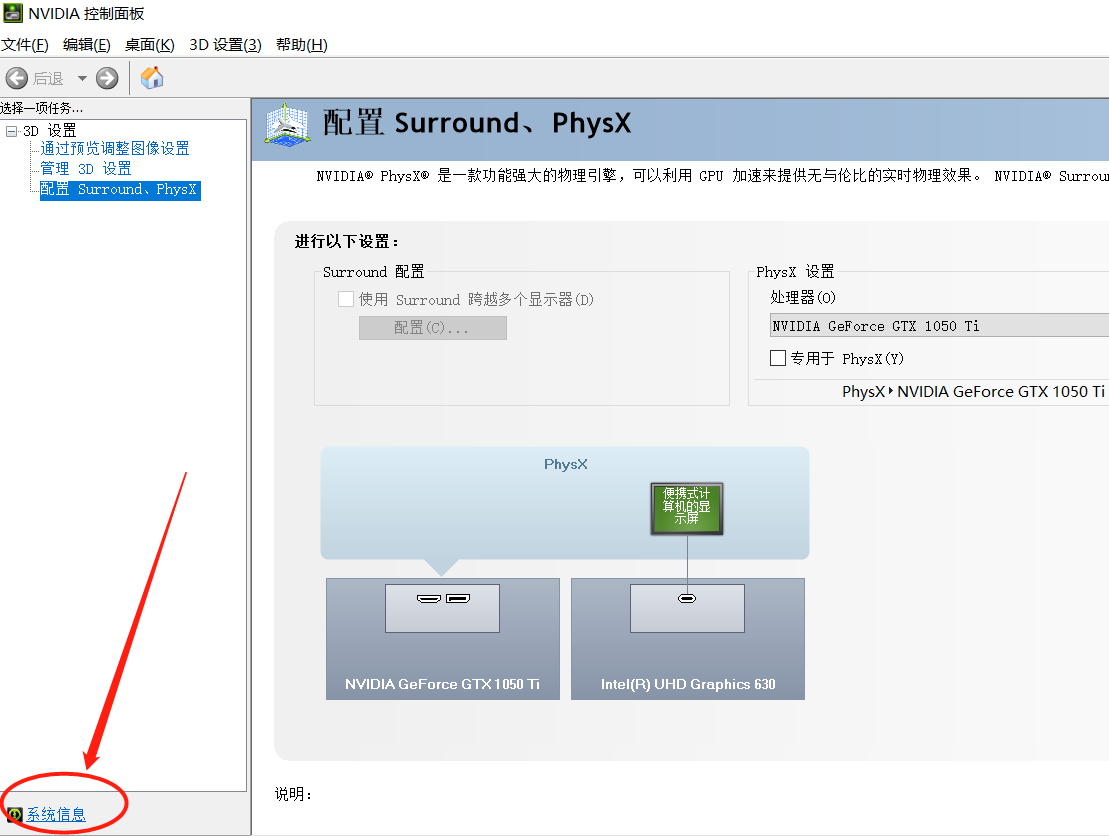 NVIDIA 控制面板
文件(F) 编辑(E) 桌面(K) 3D 设置(3) 帮助(H)
后退
选择一项任务...
3D 设置
通过预览调整图像设置
管理 3D 设置
配置 Surround、PhysX
配置 Surround、PhysX
NVIDIA® PhysX® 是一款功能强大的物理引擎，可以利用 GPU 加速来提供无与伦比的实时物理效果。 NVIDIA® Surroun
进行以下设置：
Surround 配置
使用 Surround 跨越多个显示器(D)
配置(C)...
PhysX 设置
处理器(O)
NVIDIA GeForce GTX 1050 Ti
专用于 PhysX(Y)
PhysX NVIDIA GeForce GTX 1050 Ti
PhysX
便携式计
算机的显
示屏
NVIDIA GeForce GTX 1050 Ti
Intel(R) UHD Graphics 630
说明：
系统信息